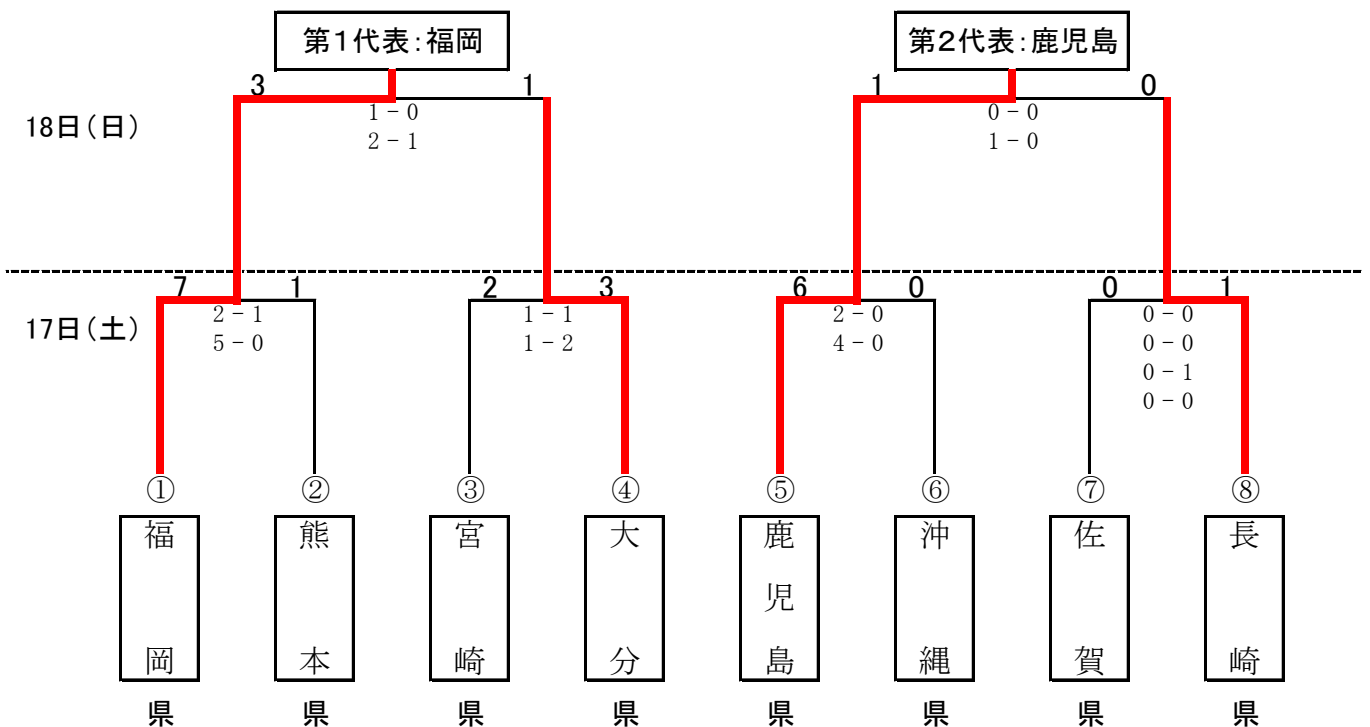 第1代表:福岡 第2代表:鹿児島
3 1 1 0
18日(日)
1-0 0-0
2-1 1-0
7 1 2 3 6 0 0 1
17日(土)
2-1 1-1 2-0 0-0
5-0 1-2 4-0 0-0
0-1
0-0
① ② ③ ④ ⑤ ⑥ ⑦ ⑧
福岡 熊本 宮崎 大分 鹿児島 沖縄 佐賀 長崎
県 県 県 県 県 県 県 県